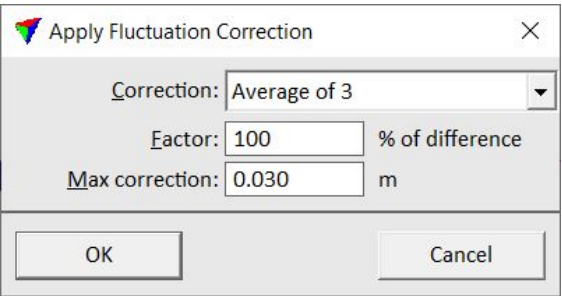 Apply Fluctuation Correction
Correction: Average of 3
Factor: 100 % of difference
Max correction: 0.030 m
OK Cancel